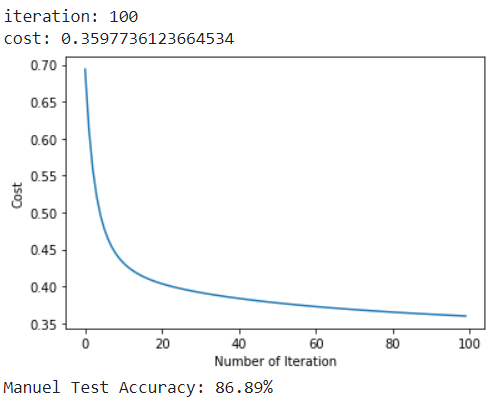 iteration: 100
cost: 0.3597736123664534
0.70
0.65
0.60
0.55
0.50
0.45
0.40
0.35
Cost
0 20 40 60 80 100
Number of Iteration
Manuel Test Accuracy: 86.89%